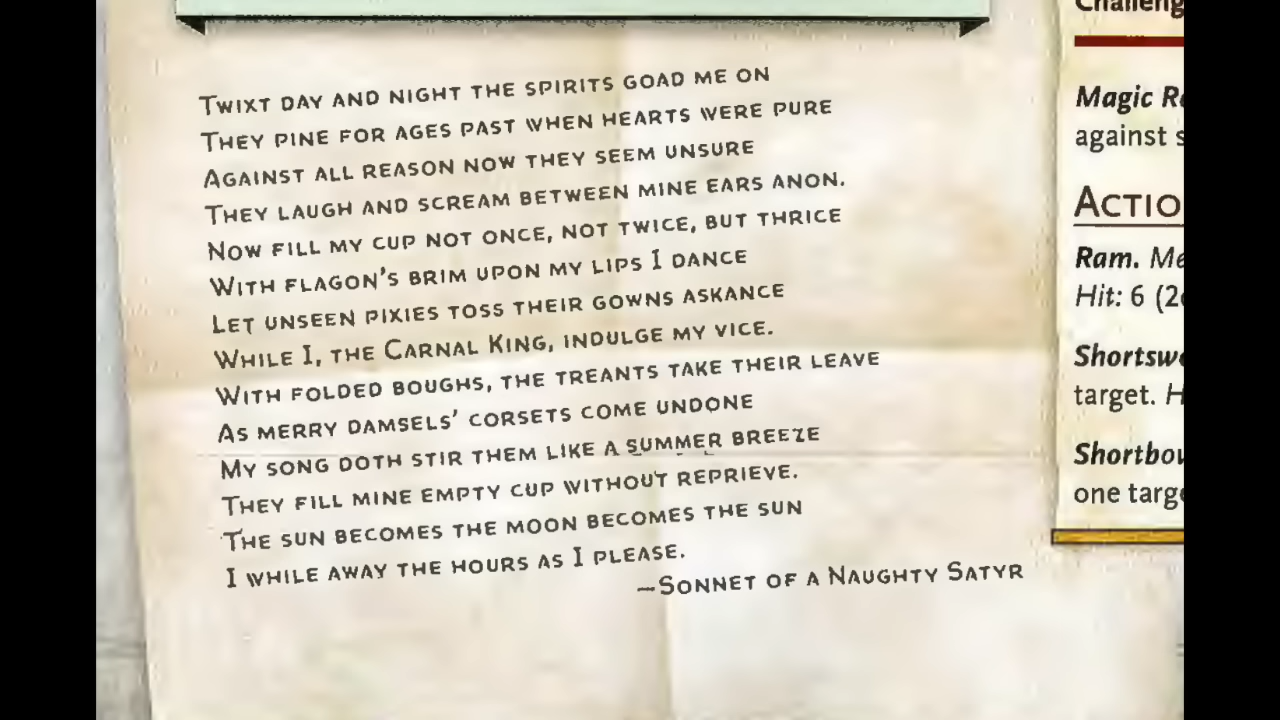 Challeng
TWIXT DAY AND NIGHT THE SPIRITS GOAD ME ON
THEY PINE FOR AGES PAST WHEN HEARTS WERE PURE
AGAINST ALL REASON NOW THEY SEEM UNSURE
THEY LAUGH AND SCREAM BETWEEN MINE EARS ANON.
NOW FILL MY CUP NOT ONCE, NOT TWICE, BUT THRICE
WITH FLAGON'S BRIM UPON MY LIPS I DANCE
LET UNSEEN PIXIES TOSS THEIR GOWNS ASKANCE
WHILE I, THE CARNAL KING, INDULGE MY VICE.
WITH FOLDED BOUGHS, THE TREANTS TAKE THEIR LEAVE
AS MERRY DAMSELS' CORSETS COME UNDONE
MY SONG DOTH STIR THEM LIKE A SUMMER BREEZE
THEY FILL MINE EMPTY CUP WITHOUT REPRIEVE.
THE SUN BECOMES THE MOON BECOMES THE SUN
I WHILE AWAY THE HOURS AS I PLEASE.
—SONNET OF A NAUGHTY SATYR
Magic Re
against s
ACTIO
Ram. Me
Hit: 6 (2d
Shortswo
target. H
Shortbow
one targe